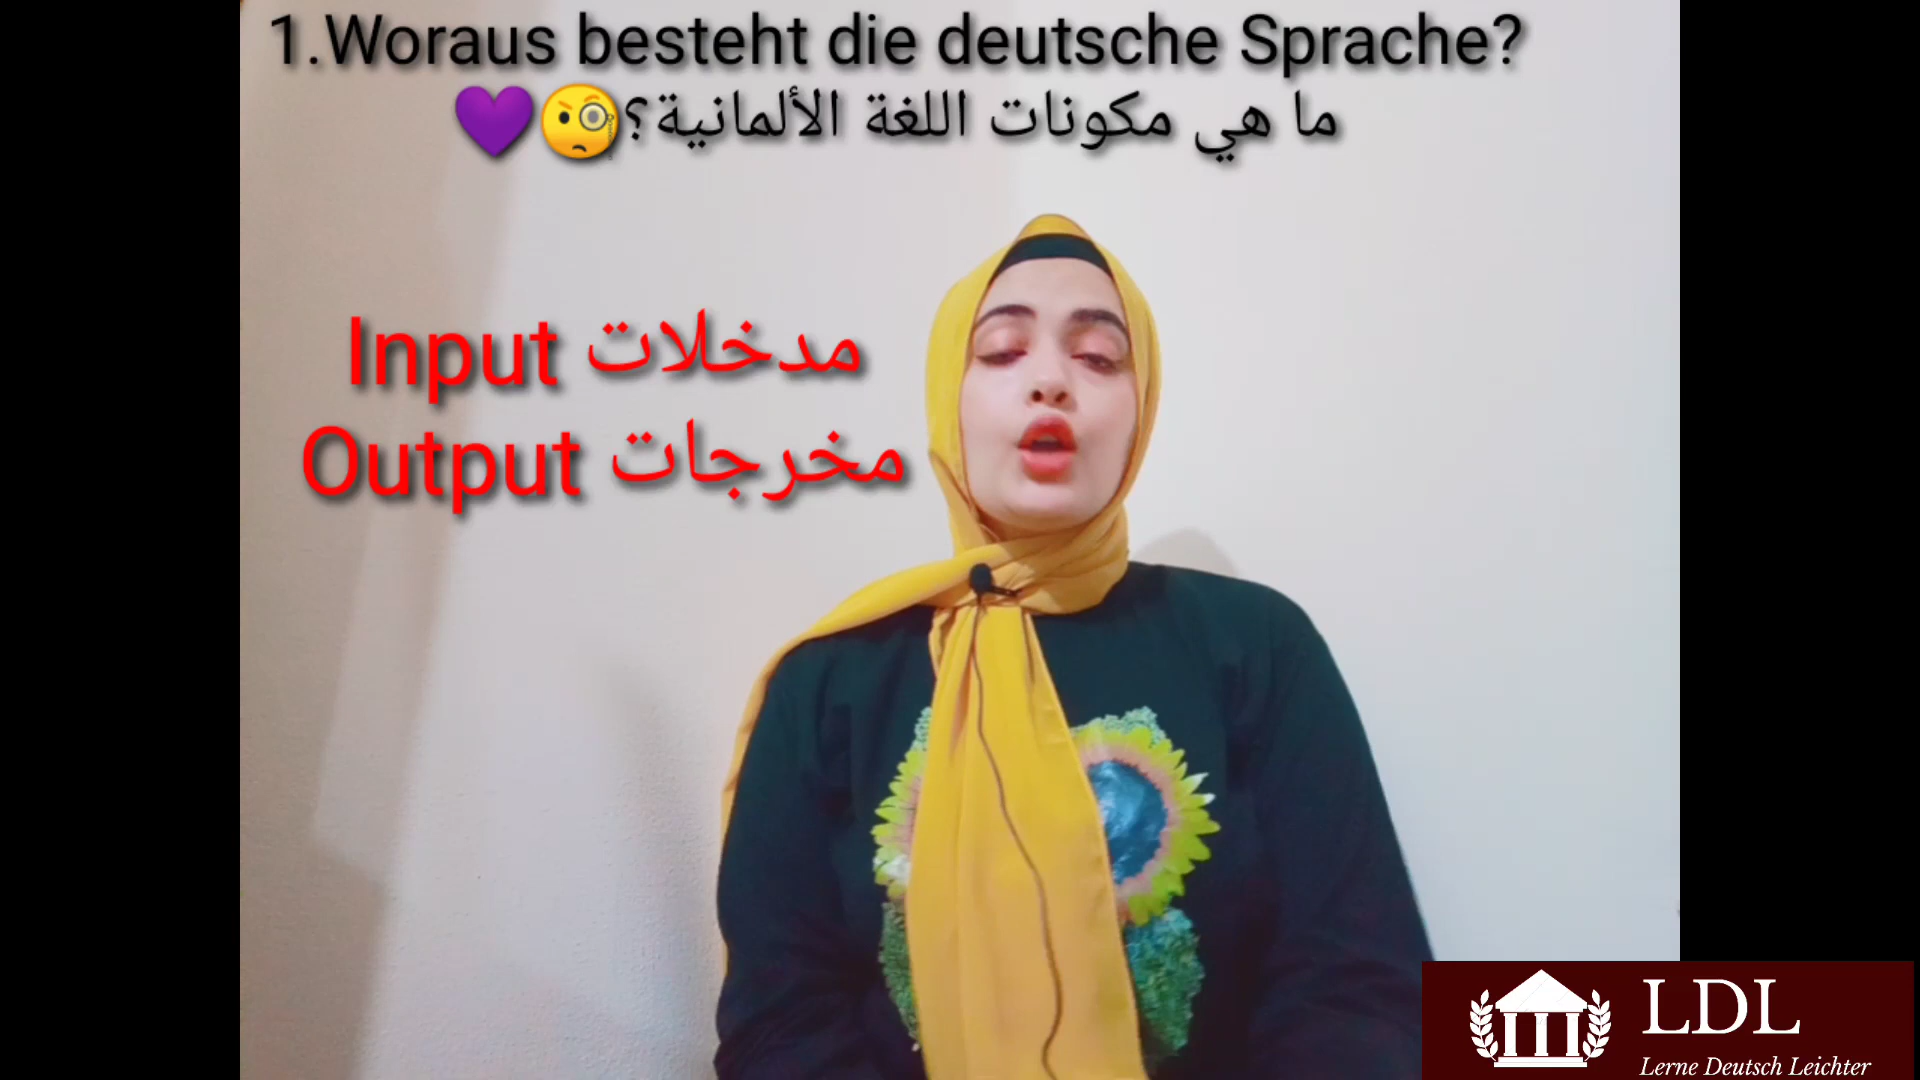 1.Woraus besteht die deutsche Sprache?
ما هي مكونات اللغة الألمانية؟🧐💜
Input مدخلات
Output مخرجات
LDL
Lerne Deutsch Leichter